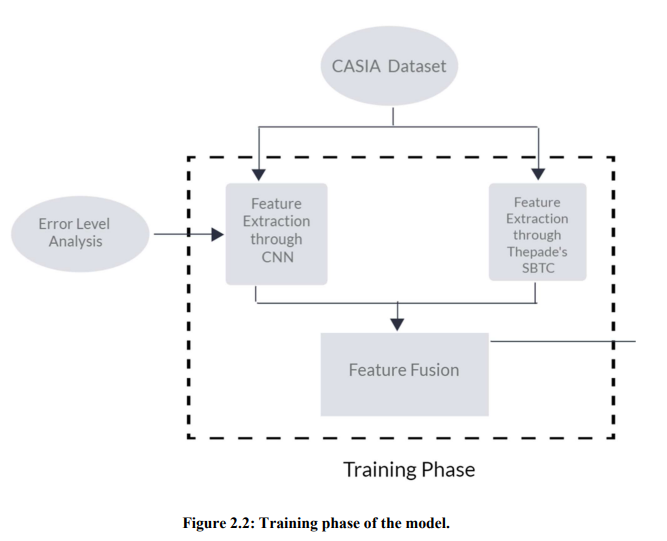 CASIA Dataset
Error Level
Analysis
Feature
Extraction
through
CNN
Feature
Extraction
through
Thepade's
SBTC
Feature Fusion
Training Phase
Figure 2.2: Training phase of the model.